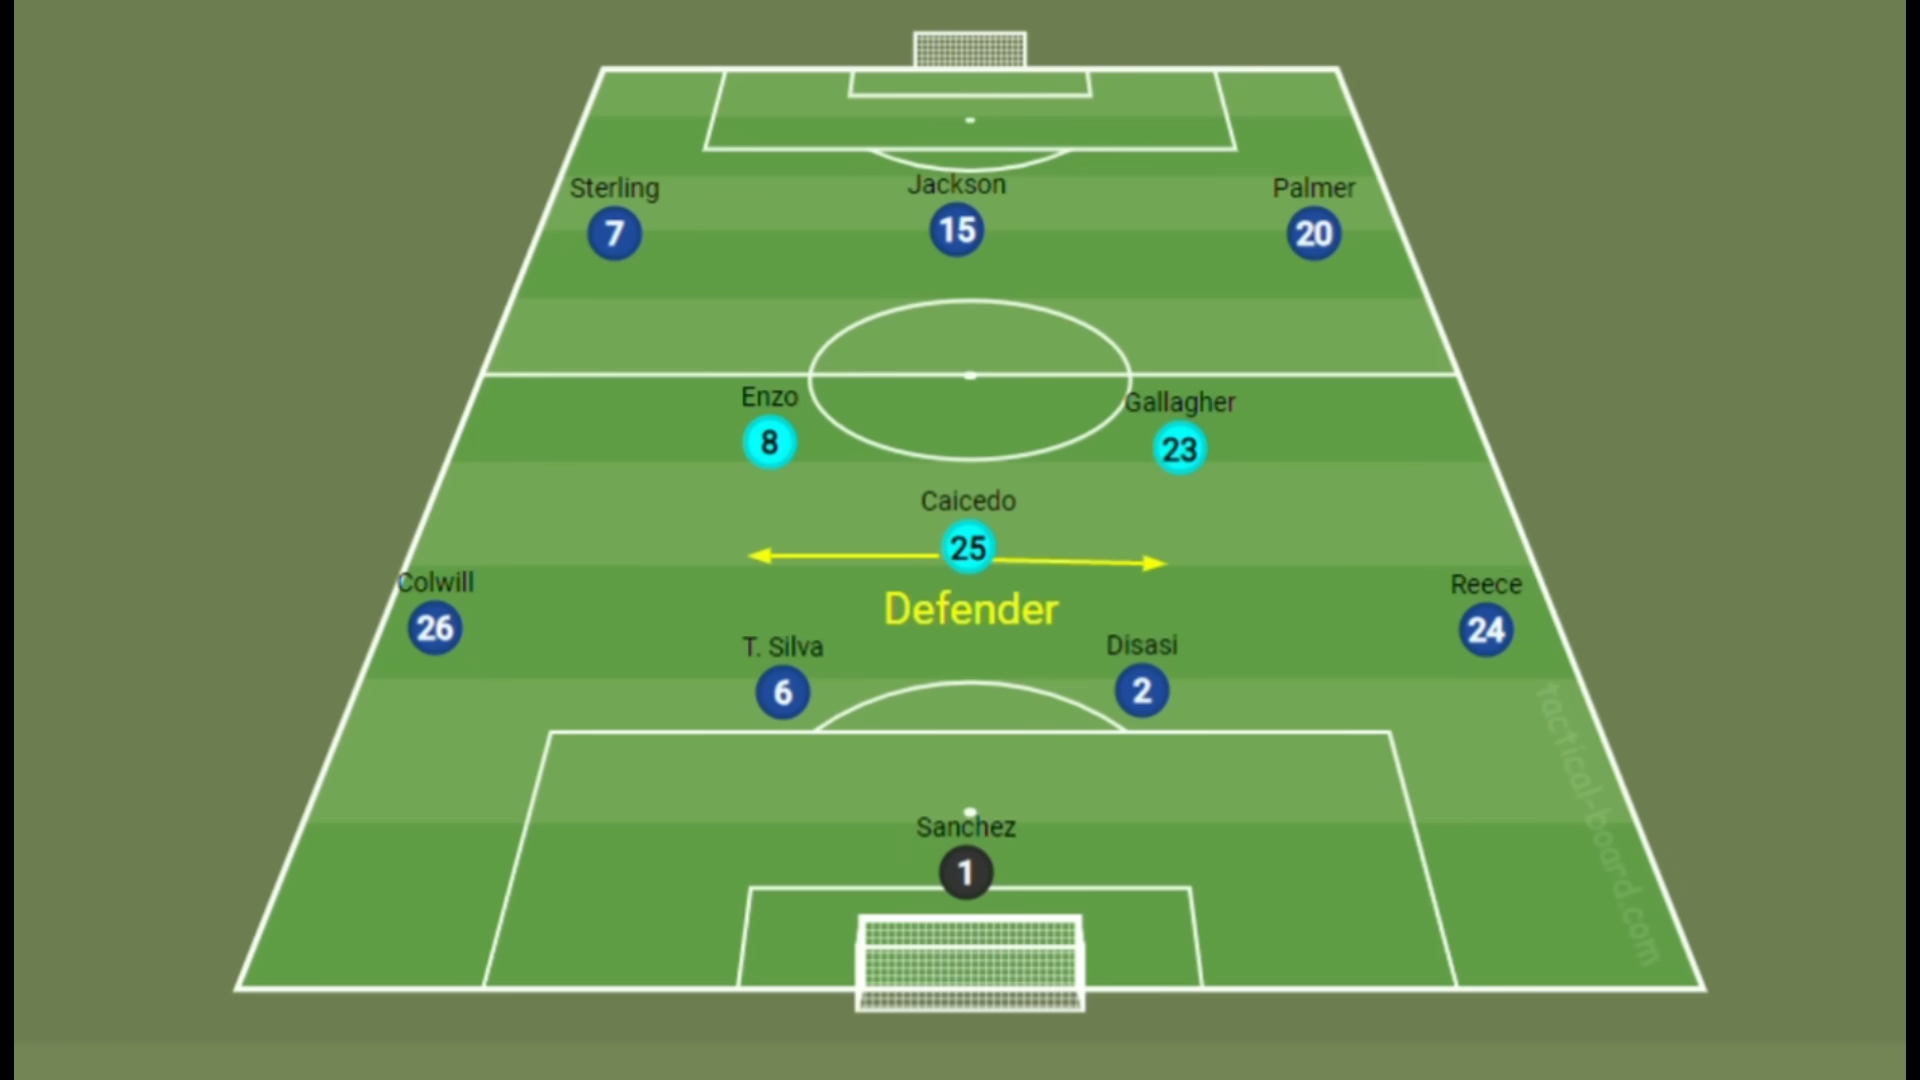 Sterling
7
Jackson
15
Palmer
20
Enzo
8
Gallagher
23
Caicedo
25
Defender
Colwill
26
Reece
24
T. Silva
6
Disasi
2
Sanchez
1
tactical-board.com